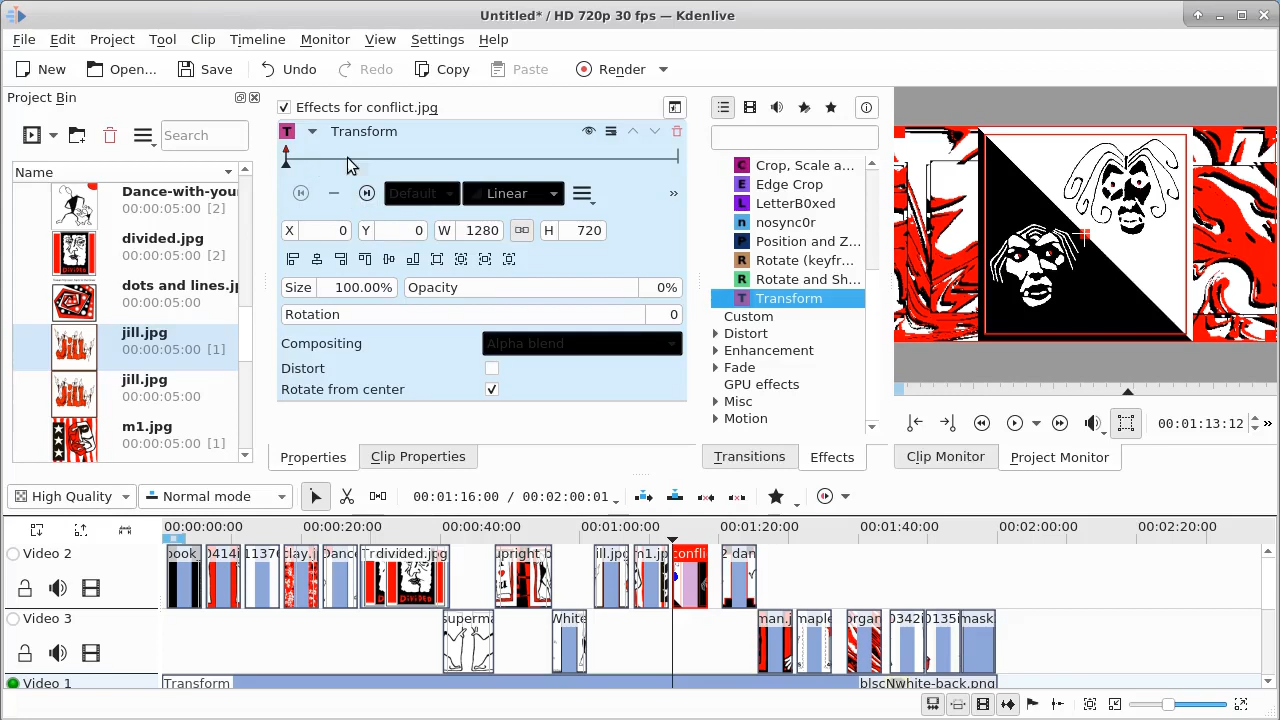 Untitled* / HD 720p 30 fps — Kdenlive
File Edit Project Tool Clip Timeline Monitor View Settings Help
New Open... Save Undo Redo Copy Paste Render
Project Bin
Search
Name
Dance-with-your
00:00:05:00 [2]
divided.jpg
00:00:05:00 [2]
dots and lines.jp
00:00:05:00
jill.jpg
00:00:05:00 [1]
jill.jpg
00:00:05:00
m1.jpg
00:00:05:00 [1]
Effects for conflict.jpg
T Transform
Default Linear »
X 0 Y 0 W 1280 H 720
Size 100.00% Opacity 0%
Rotation 0
Compositing Alpha blend
Distort
Rotate from center
Properties Clip Properties
C Crop, Scale a...
E Edge Crop
L LetterB0xed
n nosync0r
P Position and Z...
R Rotate (keyfr...
R Rotate and Sh...
T Transform
Custom
Distort
Enhancement
Fade
GPU effects
Misc
Motion
Transitions Effects
00:01:13:12 »
Clip Monitor Project Monitor
High Quality Normal mode 00:01:16:00 / 00:02:00:01
00:00:00:00 00:00:20:00 00:00:40:00 00:01:00:00 00:01:20:00 00:01:40:00 00:02:00:00 00:02:20:00
Video 2
book_ 0414i 11376 clay.j Danc Tr divided.jpg upright b ill.jpg m1.jp confli 2 dan
Video 3
superma White man.j maple organ 0342i 0135i mask
Video 1
Transform blscNwhite-back.png